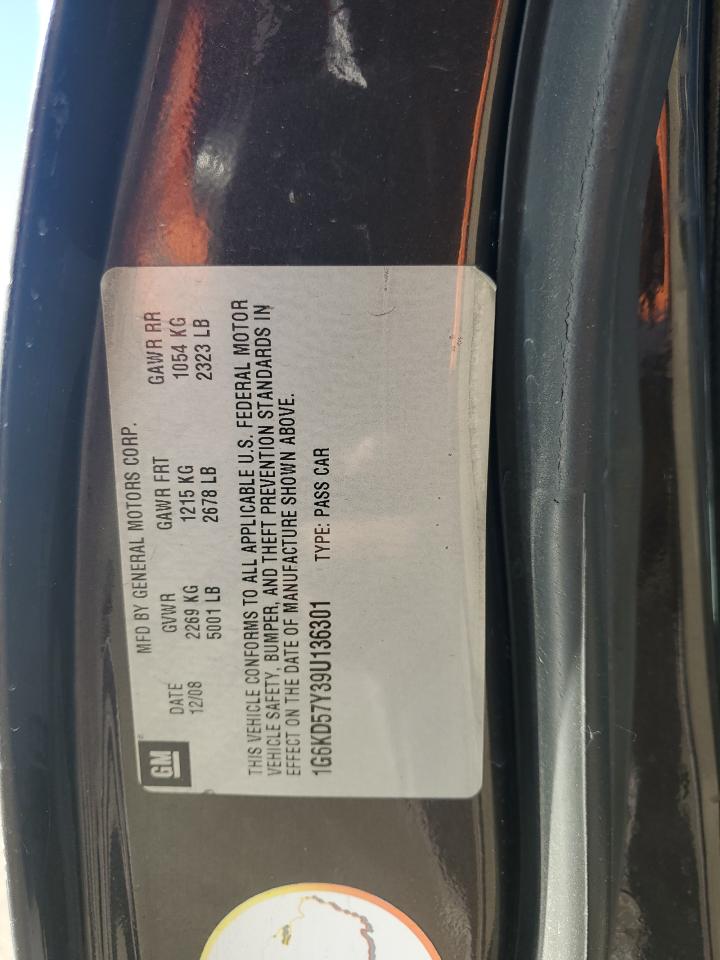 GM
MFD BY GENERAL MOTORS CORP.
DATE GVWR GAWR FRT GAWR RR
12/08 2269 KG 1215 KG 1054 KG
5001 LB 2678 LB 2323 LB
THIS VEHICLE CONFORMS TO ALL APPLICABLE U.S. FEDERAL MOTOR
VEHICLE SAFETY, BUMPER, AND THEFT PREVENTION STANDARDS IN
EFFECT ON THE DATE OF MANUFACTURE SHOWN ABOVE.
1G6KD57Y39U136301 TYPE: PASS CAR